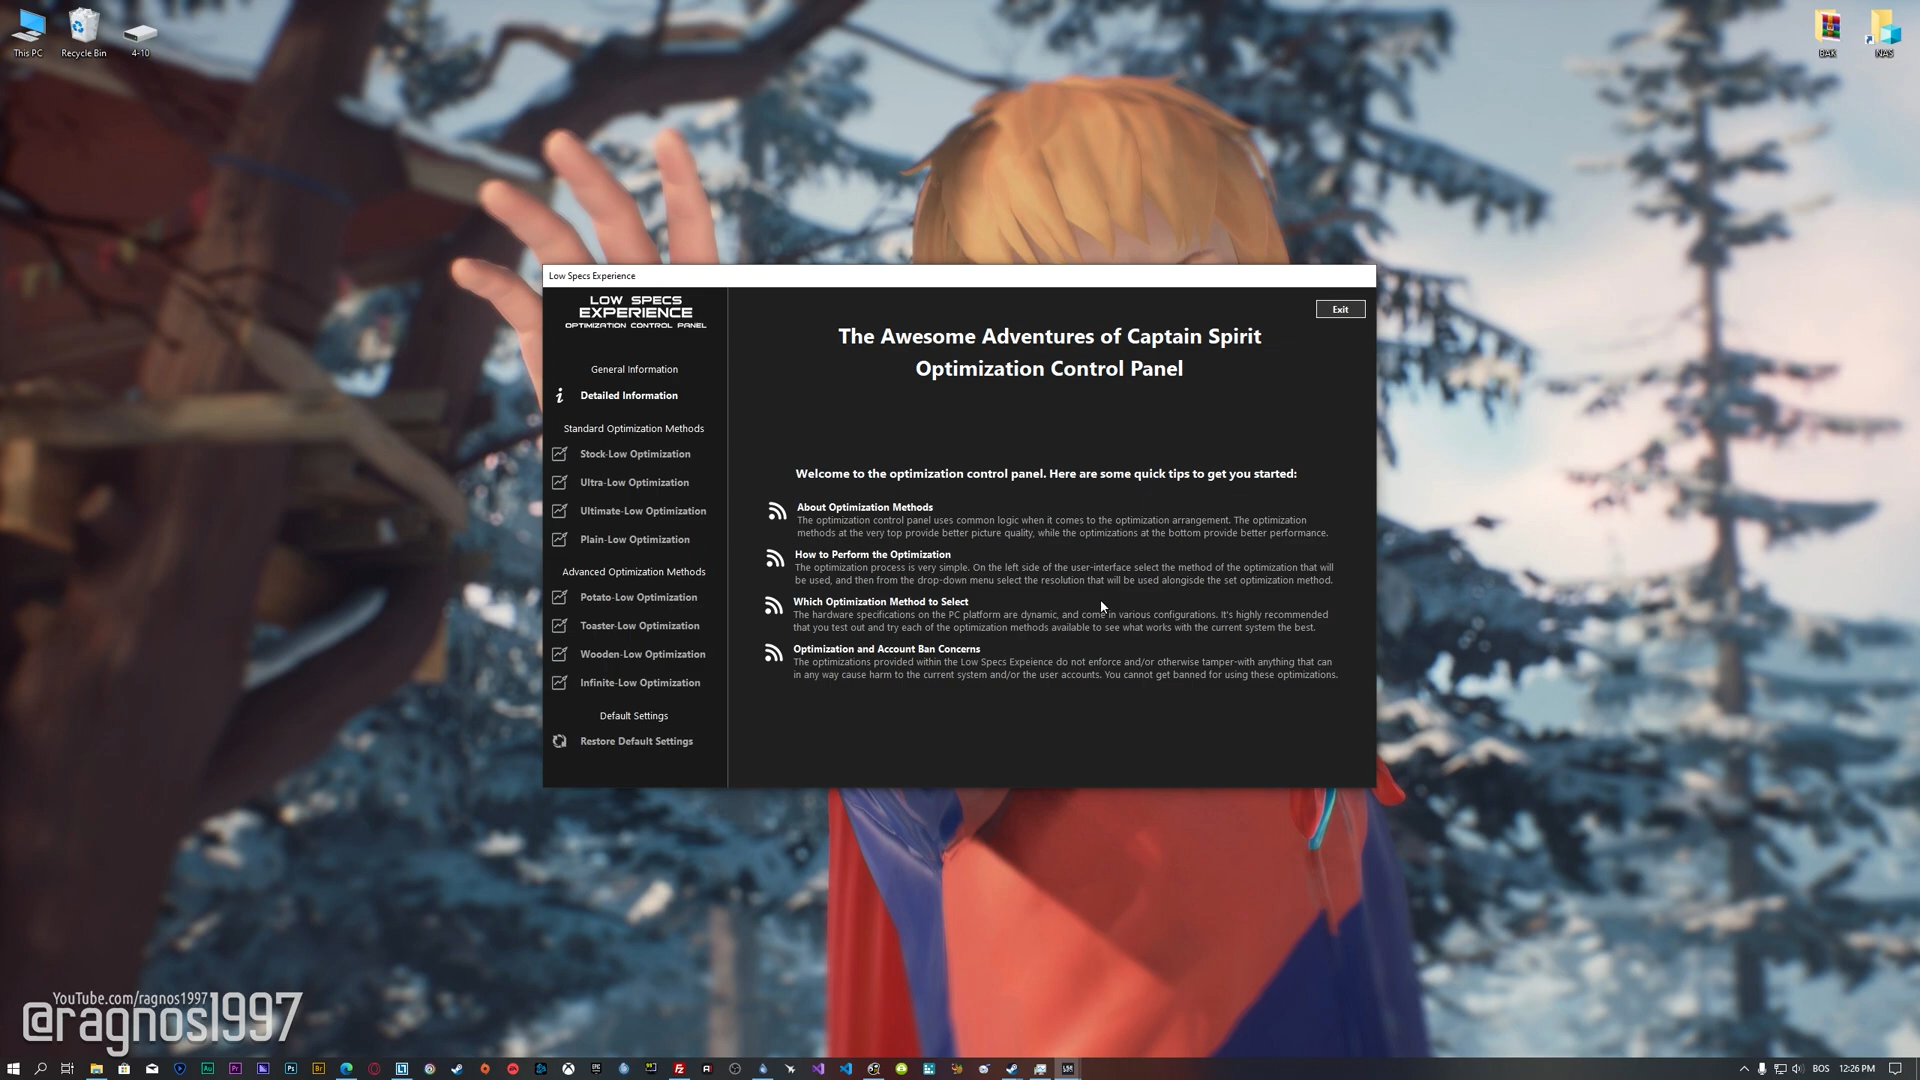 This PC
Recycle Bin
4-10
BAK
NAS
Low Specs Experience
LOW SPECS
EXPERIENCE
OPTIMIZATION CONTROL PANEL
General Information
Detailed Information
Standard Optimization Methods
Stock-Low Optimization
Ultra-Low Optimization
Ultimate-Low Optimization
Plain-Low Optimization
Advanced Optimization Methods
Potato-Low Optimization
Toaster-Low Optimization
Wooden-Low Optimization
Infinite-Low Optimization
Default Settings
Restore Default Settings
Exit
The Awesome Adventures of Captain Spirit
Optimization Control Panel
Welcome to the optimization control panel. Here are some quick tips to get you started:
About Optimization Methods
The optimization control panel uses common logic when it comes to the optimization arrangement. The optimization
methods at the very top provide better picture quality, while the optimizations at the bottom provide better performance.
How to Perform the Optimization
The optimization process is very simple. On the left side of the user-interface select the method of the optimization that will
be used, and then from the drop-down menu select the resolution that will be used alongisde the set optimization method.
Which Optimization Method to Select
The hardware specifications on the PC platform are dynamic, and come in various configurations. It's highly recommended
that you test out and try each of the optimization methods available to see what works with the current system the best.
Optimization and Account Ban Concerns
The optimizations provided within the Low Specs Expeience do not enforce and/or otherwise tamper-with anything that can
in any way cause harm to the current system and/or the user accounts. You cannot get banned for using these optimizations.
YouTube.com/ragnos1997
@ragnos1997
Au
Pr
Ps
Br
BOS
12:26 PM